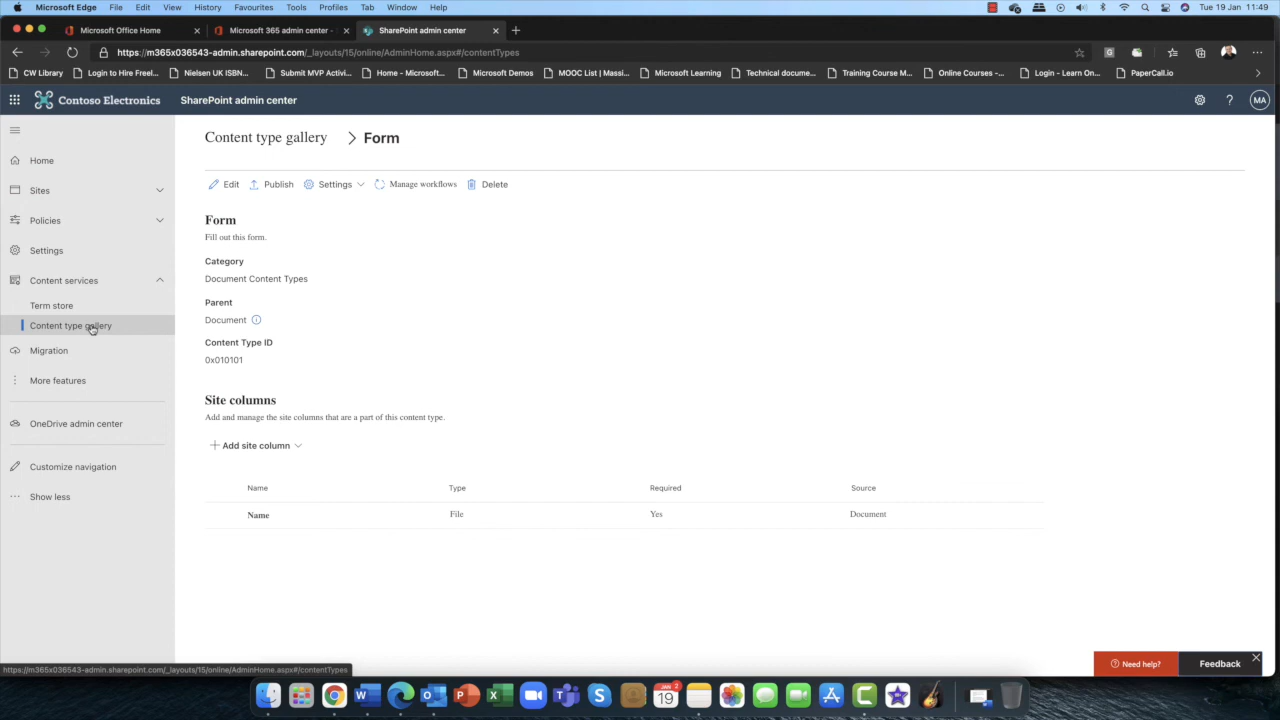 Microsoft Edge File Edit View History Favourites Tools Profiles Tab Window Help Tue 19 Jan 11:49
Microsoft Office Home
Microsoft 365 admin center -
SharePoint admin center
https://m365x036543-admin.sharepoint.com/_layouts/15/online/AdminHome.aspx#/contentTypes
CW Library Login to Hire Freel... Nielsen UK ISBN... Submit MVP Activi... Home - Microsoft... Microsoft Demos MOOC List | Massi... Microsoft Learning Technical docume... Training Course M... Online Courses -... Login - Learn On... PaperCall.io
Contoso Electronics SharePoint admin center ? MA
Content type gallery > Form
Home
Sites
Policies
Settings
Content services
Term store
Content type gallery
Migration
More features
OneDrive admin center
Customize navigation
Show less
Edit Publish Settings Manage workflows Delete
Form
Fill out this form.
Category
Document Content Types
Parent
Document
Content Type ID
0x010101
Site columns
Add and manage the site columns that are a part of this content type.
Add site column
Name Type Required Source
Name File Yes Document
Need help? Feedback
https://m365x036543-admin.sharepoint.com/_layouts/15/online/AdminHome.aspx#/contentTypes
JAN 2
19